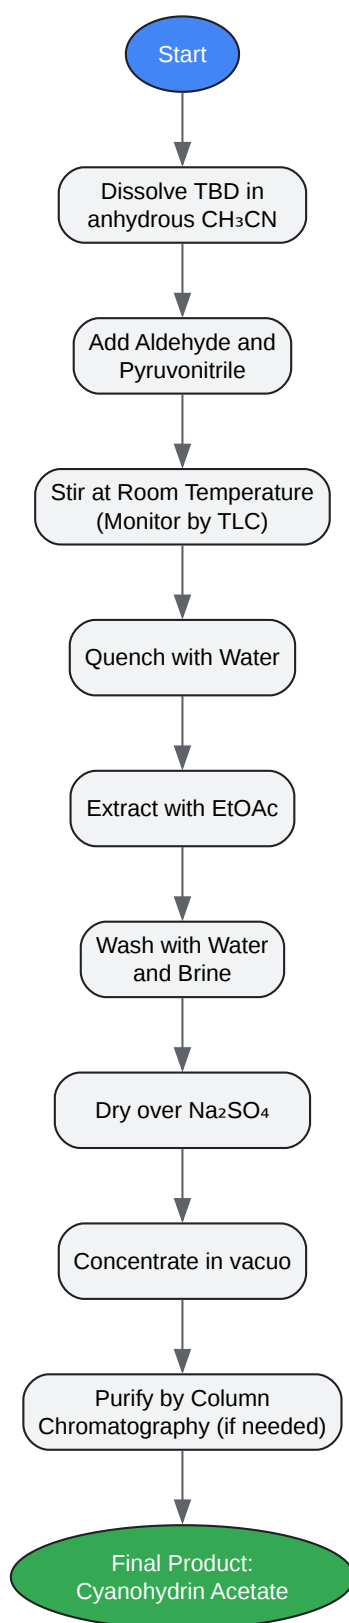 Start
Dissolve TBD in
anhydrous CH₃CN
Add Aldehyde and
Pyruvonitrile
Stir at Room Temperature
(Monitor by TLC)
Quench with Water
Extract with EtOAc
Wash with Water
and Brine
Dry over Na₂SO₄
Concentrate in vacuo
Purify by Column
Chromatography (if needed)
Final Product:
Cyanohydrin Acetate